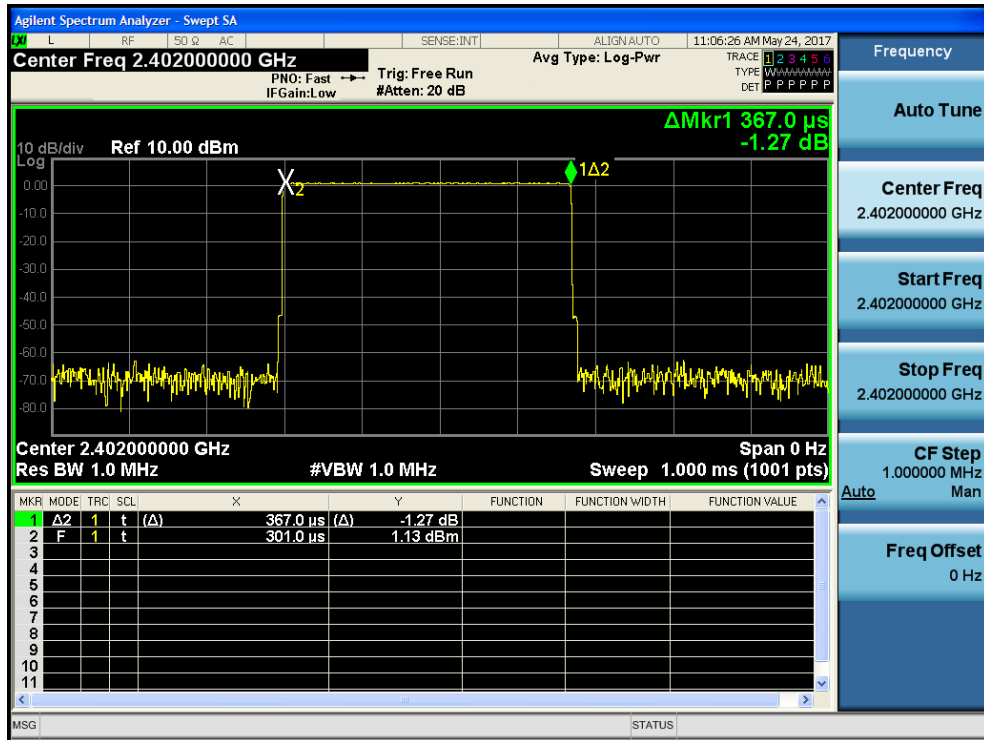 Agilent Spectrum Analyzer - Swept SA
LXI L RF 50 Ω AC SENSE:INT ALIGN AUTO 11:06:26 AM May 24, 2017
Center Freq 2.402000000 GHz
PNO: Fast
IFGain:Low
Trig: Free Run
#Atten: 20 dB
Avg Type: Log-Pwr
TRACE 1 2 3 4 5 6
TYPE WWWWWW
DET P P P P P P
ΔMkr1 367.0 µs
-1.27 dB
10 dB/div Ref 10.00 dBm
Log
0.00
-10.0
-20.0
-30.0
-40.0
-50.0
-60.0
-70.0
-80.0
2
1Δ2
Center 2.402000000 GHz Span 0 Hz
Res BW 1.0 MHz #VBW 1.0 MHz Sweep 1.000 ms (1001 pts)
MKR MODE TRC SCL X Y FUNCTION FUNCTION WIDTH FUNCTION VALUE
1 Δ2 1 t (Δ) 367.0 µs (Δ) -1.27 dB
2 F 1 t 301.0 µs 1.13 dBm
3
4
5
6
7
8
9
10
11
MSG STATUS
Frequency
Auto Tune
Center Freq
2.402000000 GHz
Start Freq
2.402000000 GHz
Stop Freq
2.402000000 GHz
CF Step
1.000000 MHz
Auto Man
Freq Offset
0 Hz